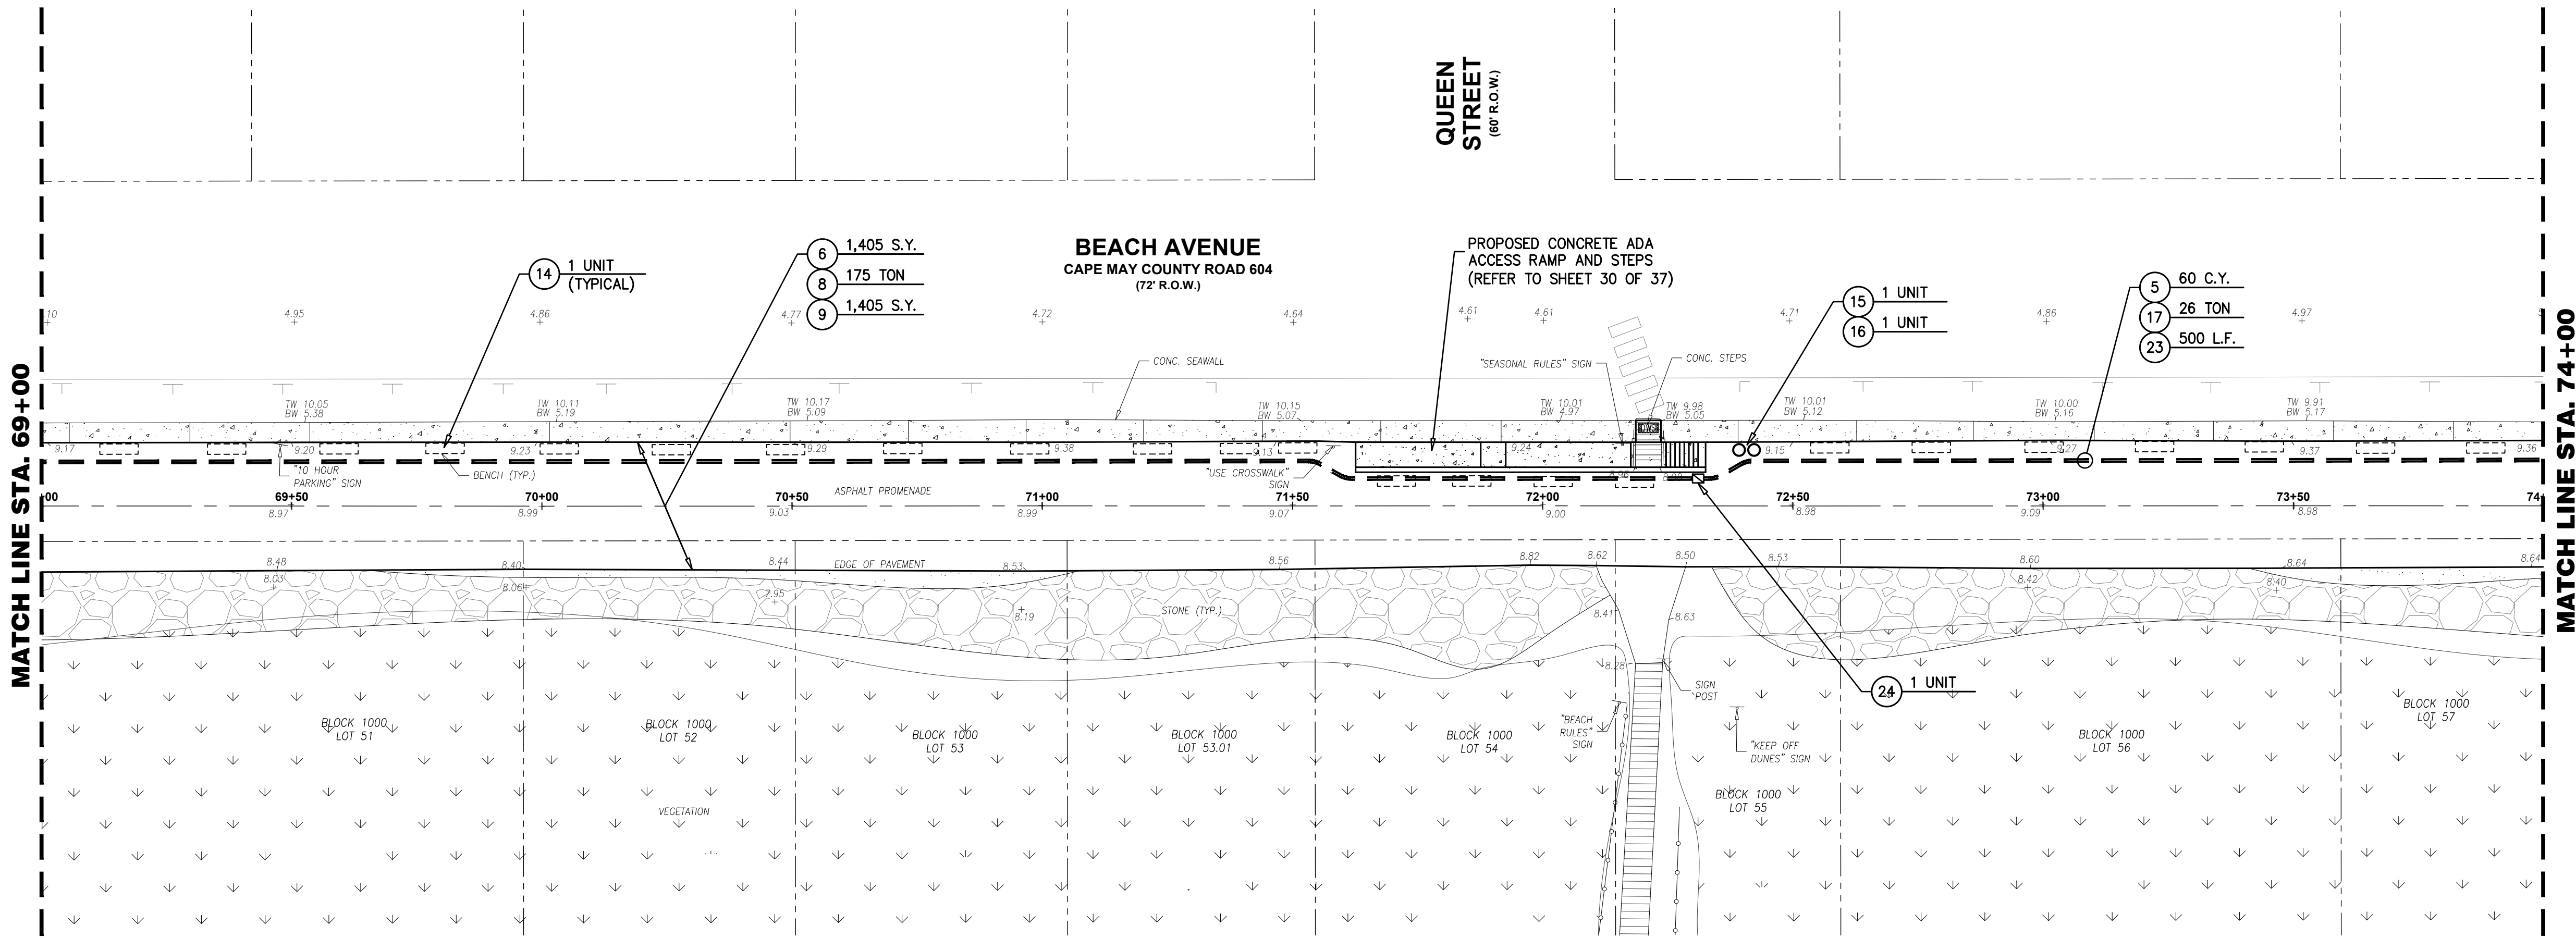 QUEEN
STREET
(60' R.O.W.)
BEACH AVENUE
CAPE MAY COUNTY ROAD 604
(72' R.O.W.)
14 1 UNIT
(TYPICAL)
6 1,405 S.Y.
8 175 TON
9 1,405 S.Y.
PROPOSED CONCRETE ADA
ACCESS RAMP AND STEPS
(REFER TO SHEET 30 OF 37)
15 1 UNIT
16 1 UNIT
5 60 C.Y.
17 26 TON
23 500 L.F.
.10 4.95 4.86 4.77 4.72 4.64 4.61 4.61 4.71 4.86 4.97
CONC. SEAWALL
"SEASONAL RULES" SIGN
CONC. STEPS
MATCH LINE STA. 69+00
MATCH LINE STA. 74+00
TW 10.05
BW 5.38
TW 10.11
BW 5.19
TW 10.17
BW 5.09
TW 10.15
BW 5.07
TW 10.01
BW 4.97
TW 9.98
BW 5.05
TW 10.01
BW 5.12
TW 10.00
BW 5.16
TW 9.91
BW 5.17
9.17 9.20 9.23 9.29 9.38 9.13 9.24 9.15 9.27 9.37 9.36
"10 HOUR
PARKING" SIGN
BENCH (TYP.)
"USE CROSSWALK"
SIGN
ASPHALT PROMENADE
00 69+50 70+00 70+50 71+00 71+50 72+00 72+50 73+00 73+50 74
8.97 8.99 9.03 8.99 9.07 9.00 8.98 9.09 8.98
EDGE OF PAVEMENT
8.48 8.40 8.44 8.53 8.56 8.82 8.62 8.50 8.53 8.60 8.64 8.64
8.03 8.06 7.95 8.19 8.42 8.40
STONE (TYP.)
8.41
8.63
8.28
SIGN
POST
24 1 UNIT
"BEACH
RULES"
SIGN
"KEEP OFF
DUNES" SIGN
BLOCK 1000
LOT 51
BLOCK 1000
LOT 52
BLOCK 1000
LOT 53
BLOCK 1000
LOT 53.01
BLOCK 1000
LOT 54
BLOCK 1000
LOT 55
BLOCK 1000
LOT 56
BLOCK 1000
LOT 57
VEGETATION